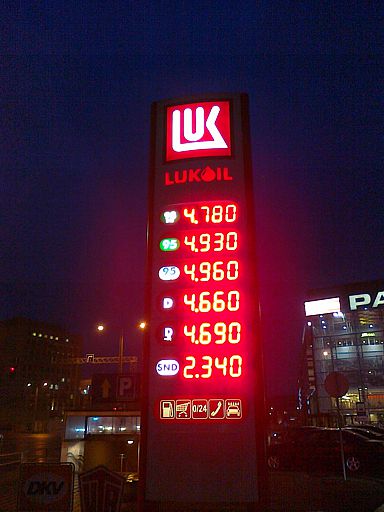 LUK
LUKOIL
4.780
95 4.930
95 4.960
D 4.660
D 4.690
SND 2.340
0/24
PA
P
DKV